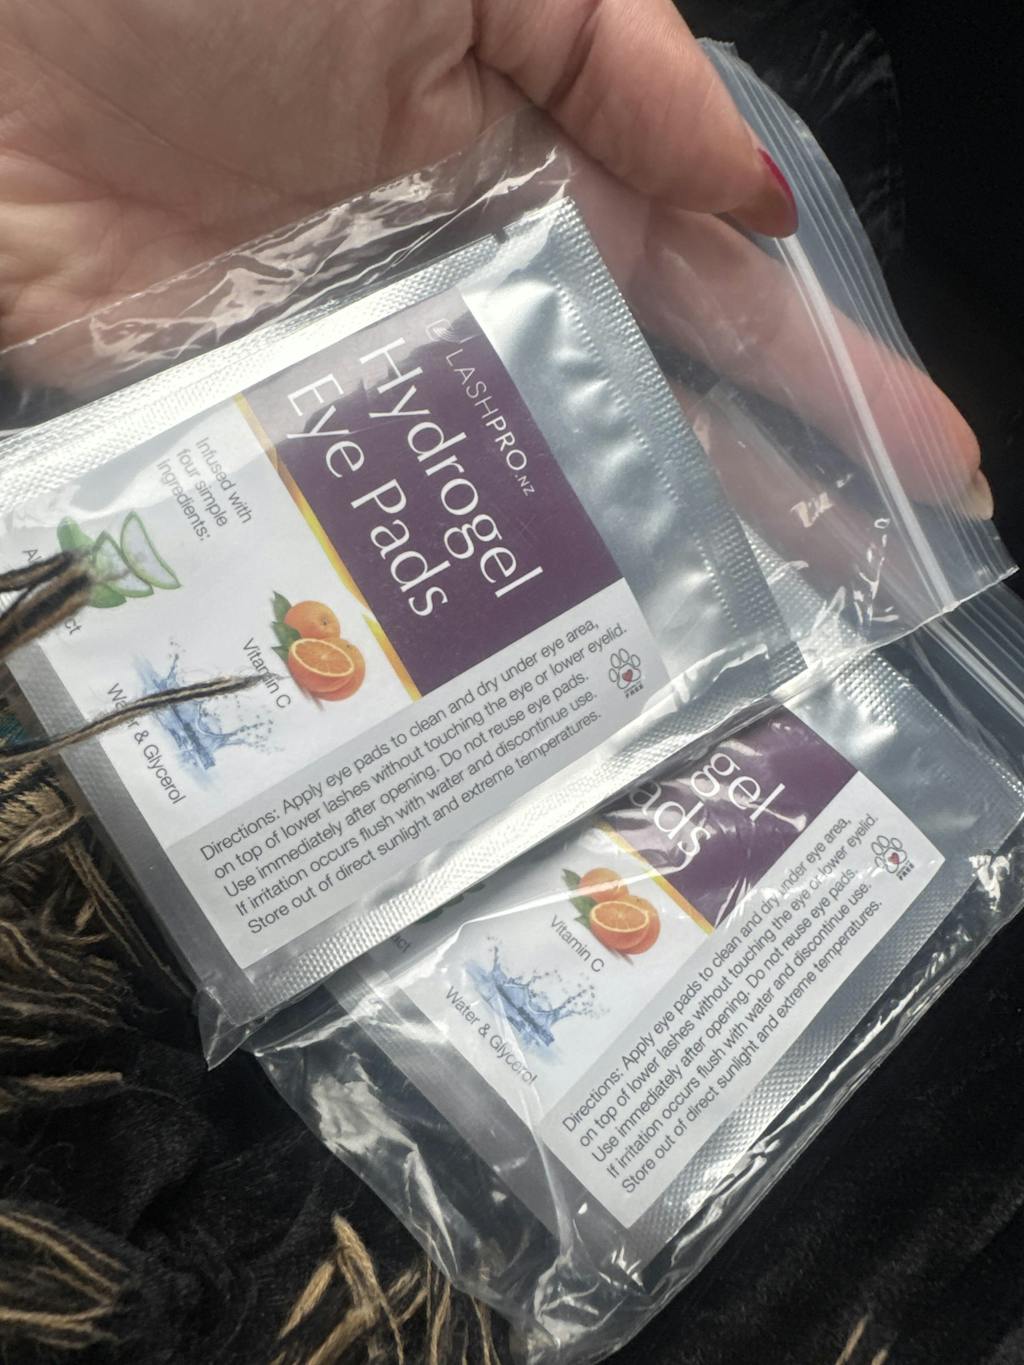 LASHPRO.NZ
Hydrogel
Eye Pads
Infused with
four simple
ingredients:
Vitamin C
& Glycerol
Directions: Apply eye pads to clean and dry under eye area,
on top of lower lashes without touching the eye or lower eyelid.
Use immediately after opening. Do not reuse eye pads.
If irritation occurs flush with water and discontinue use.
Store out of direct sunlight and extreme temperatures.
FREE
gel
ads
Vitamin C
Water & Glycerol
Directions: Apply eye pads to clean and dry under eye area,
on top of lower lashes without touching the eye or lower eyelid.
Use immediately after opening. Do not reuse eye pads.
If irritation occurs flush with water and discontinue use.
Store out of direct sunlight and extreme temperatures.
FREE